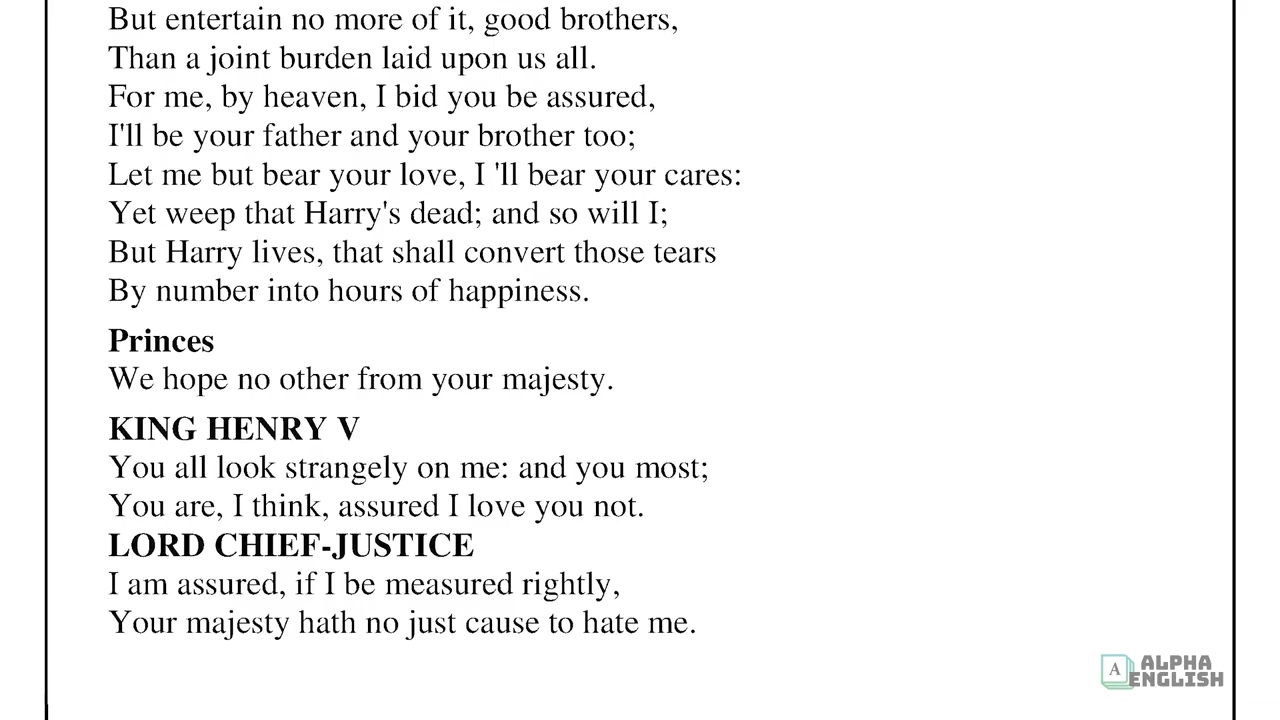 But entertain no more of it, good brothers,
Than a joint burden laid upon us all.
For me, by heaven, I bid you be assured,
I'll be your father and your brother too;
Let me but bear your love, I 'll bear your cares:
Yet weep that Harry's dead; and so will I;
But Harry lives, that shall convert those tears
By number into hours of happiness.
Princes
We hope no other from your majesty.
KING HENRY V
You all look strangely on me: and you most;
You are, I think, assured I love you not.
LORD CHIEF-JUSTICE
I am assured, if I be measured rightly,
Your majesty hath no just cause to hate me.
A ALPHA
ENGLISH